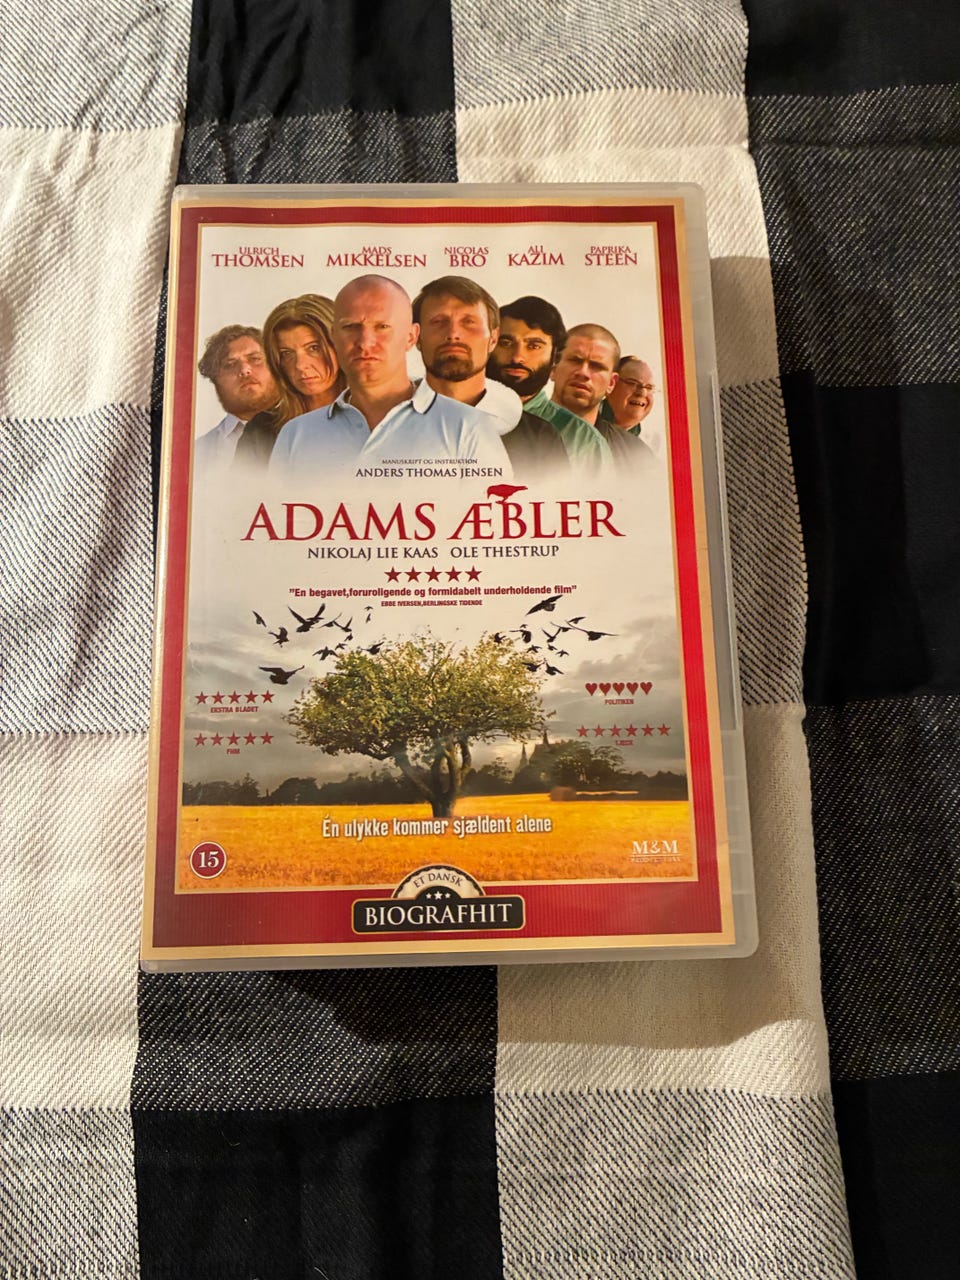 ULRICH THOMSEN
MADS MIKKELSEN
NICOLAS BRO
ALI KAZIM
PAPRIKA STEEN
MANUSKRIPT OG INSTRUKTION
ANDERS THOMAS JENSEN
ADAMS ÆBLER
NIKOLAJ LIE KAAS OLE THESTRUP
"En begavet,foruroligende og formidabelt underholdende film"
EBBE IVERSEN,BERLINGSKE TIDENDE
EKSTRA BLADET
POLITIKEN
FHM
TJECK
Én ulykke kommer sjældent alene
15
M&M
PRODUCTIONS
ET DANSK
BIOGRAFHIT